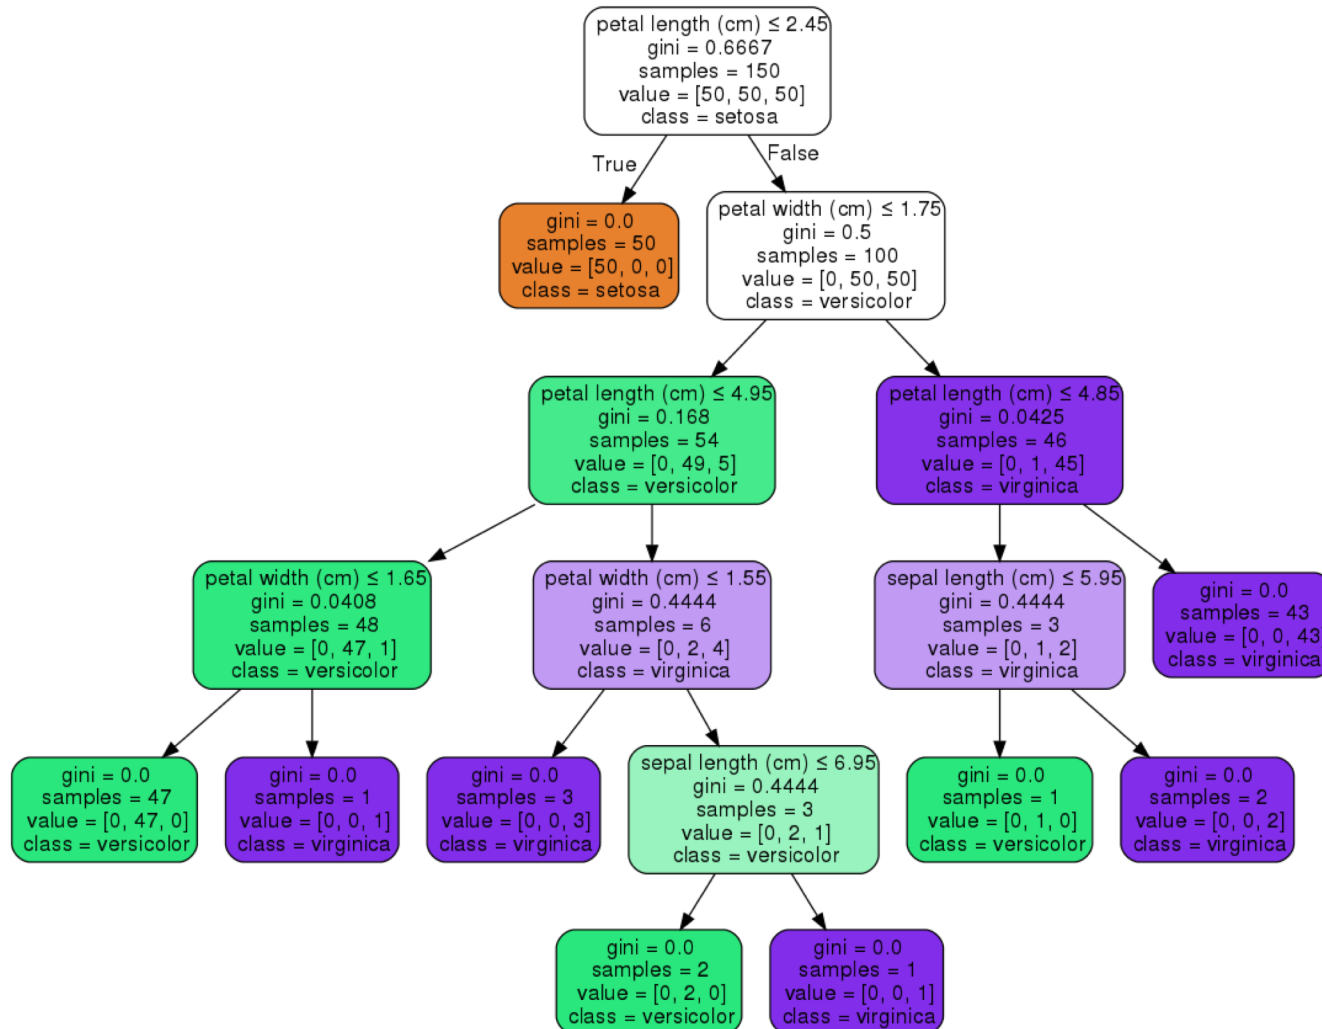 petal length (cm) ≤ 2.45
gini = 0.6667
samples = 150
value = [50, 50, 50]
class = setosa
True
False
gini = 0.0
samples = 50
value = [50, 0, 0]
class = setosa
petal width (cm) ≤ 1.75
gini = 0.5
samples = 100
value = [0, 50, 50]
class = versicolor
petal length (cm) ≤ 4.95
gini = 0.168
samples = 54
value = [0, 49, 5]
class = versicolor
petal length (cm) ≤ 4.85
gini = 0.0425
samples = 46
value = [0, 1, 45]
class = virginica
petal width (cm) ≤ 1.65
gini = 0.0408
samples = 48
value = [0, 47, 1]
class = versicolor
petal width (cm) ≤ 1.55
gini = 0.4444
samples = 6
value = [0, 2, 4]
class = virginica
sepal length (cm) ≤ 5.95
gini = 0.4444
samples = 3
value = [0, 1, 2]
class = virginica
gini = 0.0
samples = 43
value = [0, 0, 43
class = virginica
gini = 0.0
samples = 47
value = [0, 47, 0]
class = versicolor
gini = 0.0
samples = 1
value = [0, 0, 1]
class = virginica
gini = 0.0
samples = 3
value = [0, 0, 3]
class = virginica
sepal length (cm) ≤ 6.95
gini = 0.4444
samples = 3
value = [0, 2, 1]
class = versicolor
gini = 0.0
samples = 1
value = [0, 1, 0]
class = versicolor
gini = 0.0
samples = 2
value = [0, 0, 2]
class = virginica
gini = 0.0
samples = 2
value = [0, 2, 0]
class = versicolor
gini = 0.0
samples = 1
value = [0, 0, 1]
class = virginica